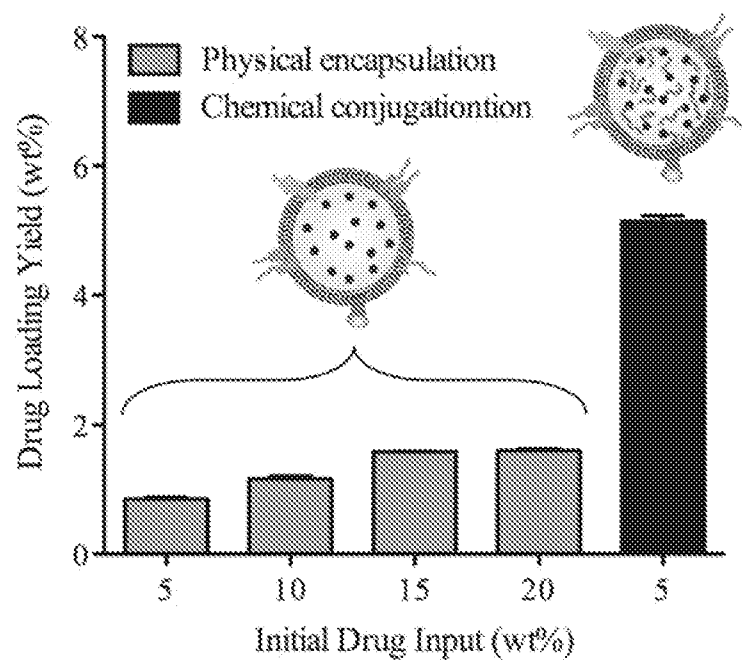 Physical encapsulation
Chemical conjugationtion
Drug Loading Yield (wt%)
8
6
4
2
0
5 10 15 20 5
Initial Drug Input (wt%)